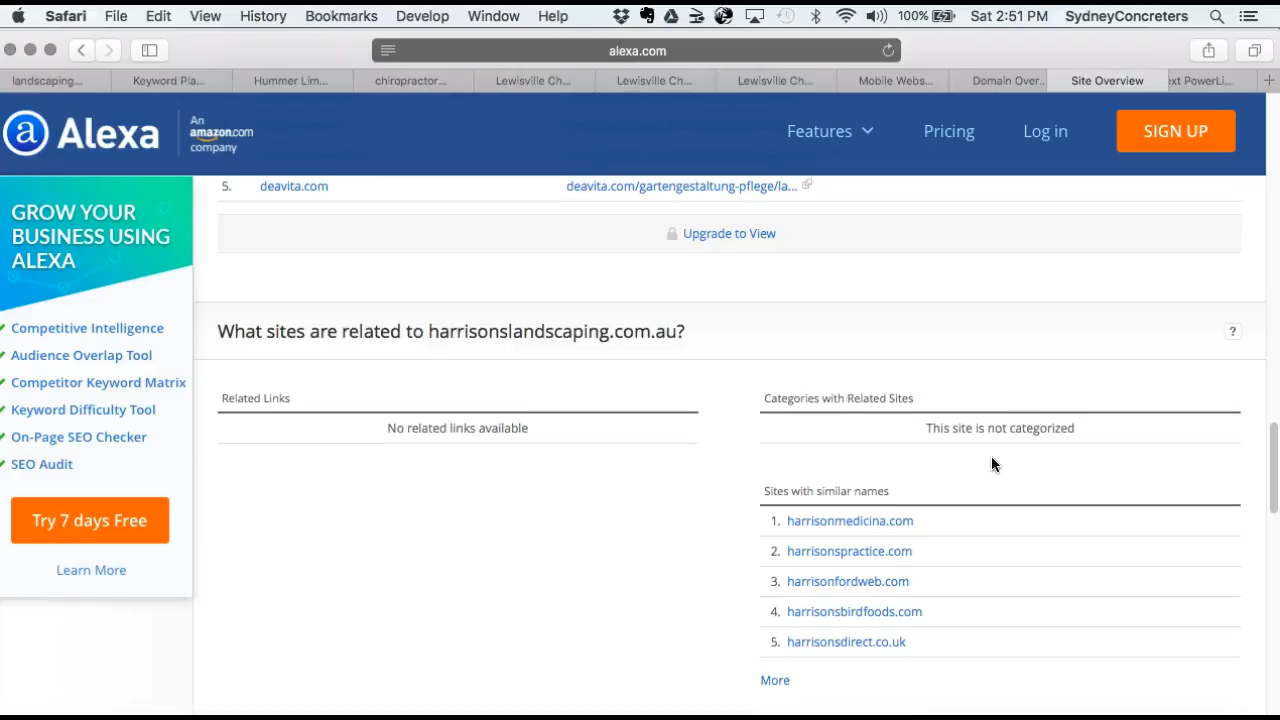 Safari File Edit View History Bookmarks Develop Window Help 100% Sat 2:51 PM SydneyConcreters
alexa.com
landscaping... Keyword Pla... Hummer Lim... chiropractor... Lewisville Ch... Lewisville Ch... Lewisville Ch... Mobile Webs... Domain Over.. Site Overview ext PowerLi...
a Alexa An amazon.com company Features Pricing Log in SIGN UP
5. deavita.com deavita.com/gartengestaltung-pflege/la...
Upgrade to View
GROW YOUR
BUSINESS USING
ALEXA
Competitive Intelligence
Audience Overlap Tool
Competitor Keyword Matrix
Keyword Difficulty Tool
On-Page SEO Checker
SEO Audit
Try 7 days Free
Learn More
What sites are related to harrisonslandscaping.com.au? ?
Related Links
No related links available
Categories with Related Sites
This site is not categorized
Sites with similar names
1. harrisonmedicina.com
2. harrisonspractice.com
3. harrisonfordweb.com
4. harrisonsbirdfoods.com
5. harrisonsdirect.co.uk
More